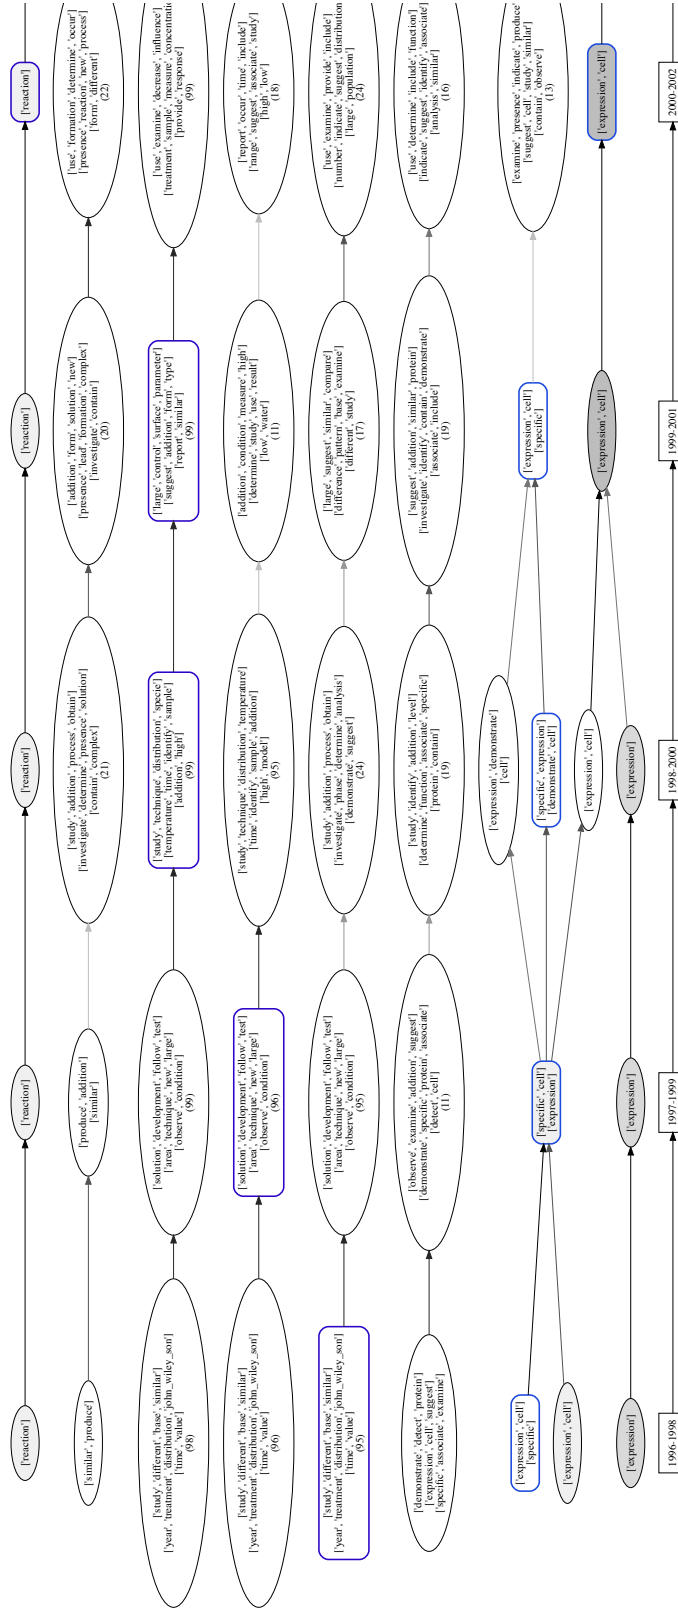 ['reaction']
['reaction']
['reaction']
['reaction']
['reaction']
['similar', 'produce']
['produce', 'addition']
['similar']
['study', 'addition', 'process', 'obtain']
['investigate', 'determine', 'presence', 'solution']
['contain', 'complex']
(21)
['addition', 'form', 'solution', 'new']
['presence', 'lead', 'formation', 'complex']
['investigate', 'contain']
(20)
['use', 'formation', 'determine', 'occur']
['presence', 'reaction', 'new', 'process']
['form', 'different']
(22)
['study', 'different', 'base', 'similar']
['year', 'treatment', 'distribution', 'john_wiley_son']
['time', 'value']
(98)
['solution', 'development', 'follow', 'test']
['area', 'technique', 'new', 'large']
['observe', 'condition']
(99)
['study', 'technique', 'distribution', 'specie']
['temperature', 'time', 'identify', 'sample']
['addition', 'high']
(99)
['large', 'control', 'surface', 'parameter']
['suggest', 'addition', 'form', 'type']
['report', 'similar']
(99)
['use', 'examine', 'decrease', 'influence']
['treatment', 'sample', 'measure',
['provide', 'response']
(99)
['study', 'different', 'base', 'similar']
['year', 'treatment', 'distribution', 'john_wiley_son']
['time', 'value']
(96)
['solution', 'development', 'follow', 'test']
['area', 'technique', 'new', 'large']
['observe', 'condition']
(96)
['study', 'technique', 'distribution', 'temperature']
['time', 'identify', 'sample', 'addition']
['high', 'model']
(95)
['addition', 'condition', 'measure', 'high']
['determine', 'study', 'use', 'result']
['low', 'water']
(11)
['report', 'occur', 'time', 'include']
['range', 'suggest', 'associate', 'study']
['high', 'low']
(18)
['study', 'different', 'base', 'similar']
['year', 'treatment', 'distribution', 'john_wiley_son']
['time', 'value']
(95)
['solution', 'development', 'follow', 'test']
['area', 'technique', 'new', 'large']
['observe', 'condition']
(95)
['study', 'addition', 'process', 'obtain']
['investigate', 'phase', 'determine', 'analysis']
['demonstrate', 'suggest']
(24)
['large', 'suggest', 'similar', 'compare']
['difference', 'pattern', 'base', 'examine']
['different', 'study']
(17)
['use', 'examine', 'provide', 'include']
['number', 'indicate', 'suggest', 'distribution
['large', 'population']
(24)
['demonstrate', 'detect', 'protein']
['expression', 'cell', 'suggest']
['specific', 'associate', 'examine']
['observe', 'examine', 'addition', 'suggest']
['demonstrate', 'specific', 'protein', 'associate']
['detect', 'cell']
(11)
['study', 'identify', 'addition', 'level']
['determine', 'function', 'associate', 'specific']
['protein', 'contain']
(19)
['suggest', 'addition', 'similar', 'protein']
['investigate', 'identify', 'contain', 'demonstrate']
['associate', 'include']
(19)
['use', 'determine', 'include', 'function']
['indicate', 'suggest', 'identify', 'associate']
['analysis', 'similar']
(16)
['expression', 'demonstrate']
['cell']
['expression', 'cell']
['specific']
['specific', 'cell']
['expression']
['specific', 'expression']
['demonstrate', 'cell']
['expression', 'cell']
['specific']
['examine', 'presence', 'indicate', 'produce'
['suggest', 'cell', 'study', 'similar']
['contain', 'observe']
(13)
['expression', 'cell']
['expression', 'cell']
['expression', 'cell']
['expression', 'cell']
['expression']
['expression']
['expression']
1996-1998
1997-1999
1998-2000
1999-2001
2000-2002